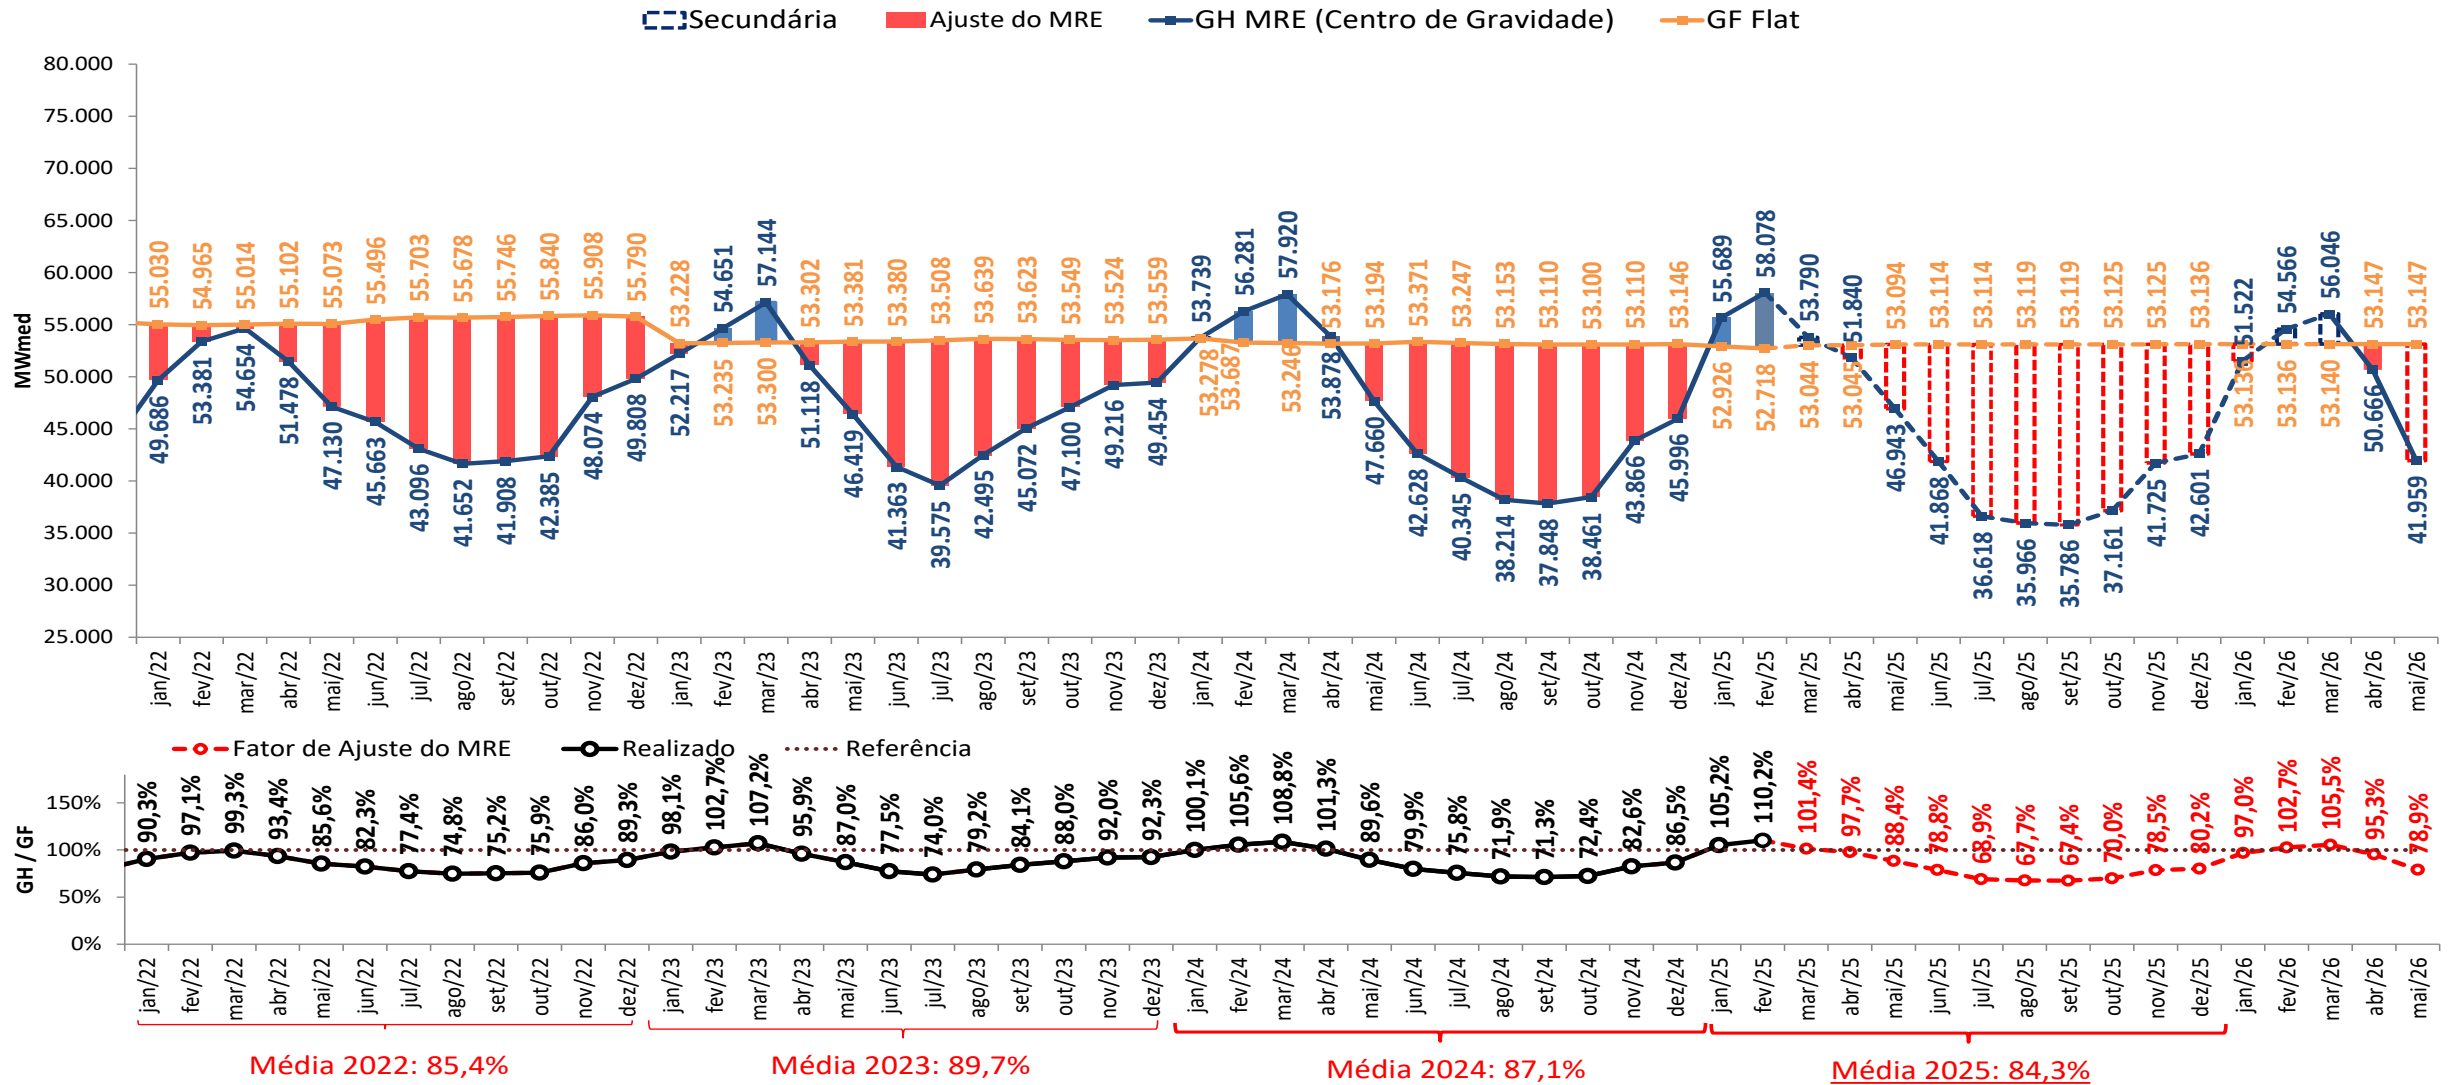 Secundária Ajuste do MRE GH MRE (Centro de Gravidade) GF Flat
80.000
75.000
70.000
65.000
60.000
55.000
50.000
45.000
40.000
35.000
30.000
25.000
MWmed
55.030 54.965 55.014 55.102 55.073 55.496 55.703 55.678 55.746 55.840 55.908 55.790 53.228 54.651 57.144 53.302 53.381 53.380 53.508 53.639 53.623 53.549 53.524 53.559 53.739 56.281 57.920 53.176 53.194 53.371 53.247 53.153 53.110 53.100 53.110 53.146 55.689 58.078 53.790 51.840 53.094 53.114 53.114 53.119 53.119 53.125 53.125 53.136 51.522 54.566 56.046 53.147 53.147
49.686 53.381 54.654 51.478 47.130 45.663 43.096 41.652 41.908 42.385 48.074 49.808 52.217 53.235 53.300 51.118 46.419 41.363 39.575 42.495 45.072 47.100 49.216 49.454 53.278 53.687 53.246 53.878 47.660 42.628 40.345 38.214 37.848 38.461 43.866 45.996 52.926 52.718 53.044 53.045 46.943 41.868 36.618 35.966 35.786 37.161 41.725 42.601 53.136 53.136 53.140 50.666 41.959
jan/22 fev/22 mar/22 abr/22 mai/22 jun/22 jul/22 ago/22 set/22 out/22 nov/22 dez/22 jan/23 fev/23 mar/23 abr/23 mai/23 jun/23 jul/23 ago/23 set/23 out/23 nov/23 dez/23 jan/24 fev/24 mar/24 abr/24 mai/24 jun/24 jul/24 ago/24 set/24 out/24 nov/24 dez/24 jan/25 fev/25 mar/25 abr/25 mai/25 jun/25 jul/25 ago/25 set/25 out/25 nov/25 dez/25 jan/26 fev/26 mar/26 abr/26 mai/26
Fator de Ajuste do MRE Realizado Referência
150%
100%
50%
0%
GH / GF
90,3% 97,1% 99,3% 93,4% 85,6% 82,3% 77,4% 74,8% 75,2% 75,9% 86,0% 89,3% 98,1% 102,7% 107,2% 95,9% 87,0% 77,5% 74,0% 79,2% 84,1% 88,0% 92,0% 92,3% 100,1% 105,6% 108,8% 101,3% 89,6% 79,9% 75,8% 71,9% 71,3% 72,4% 82,6% 86,5% 105,2% 110,2% 101,4% 97,7% 88,4% 78,8% 68,9% 67,7% 67,4% 70,0% 78,5% 80,2% 97,0% 102,7% 105,5% 95,3% 78,9%
jan/22 fev/22 mar/22 abr/22 mai/22 jun/22 jul/22 ago/22 set/22 out/22 nov/22 dez/22 jan/23 fev/23 mar/23 abr/23 mai/23 jun/23 jul/23 ago/23 set/23 out/23 nov/23 dez/23 jan/24 fev/24 mar/24 abr/24 mai/24 jun/24 jul/24 ago/24 set/24 out/24 nov/24 dez/24 jan/25 fev/25 mar/25 abr/25 mai/25 jun/25 jul/25 ago/25 set/25 out/25 nov/25 dez/25 jan/26 fev/26 mar/26 abr/26 mai/26
Média 2022: 85,4% Média 2023: 89,7% Média 2024: 87,1% Média 2025: 84,3%